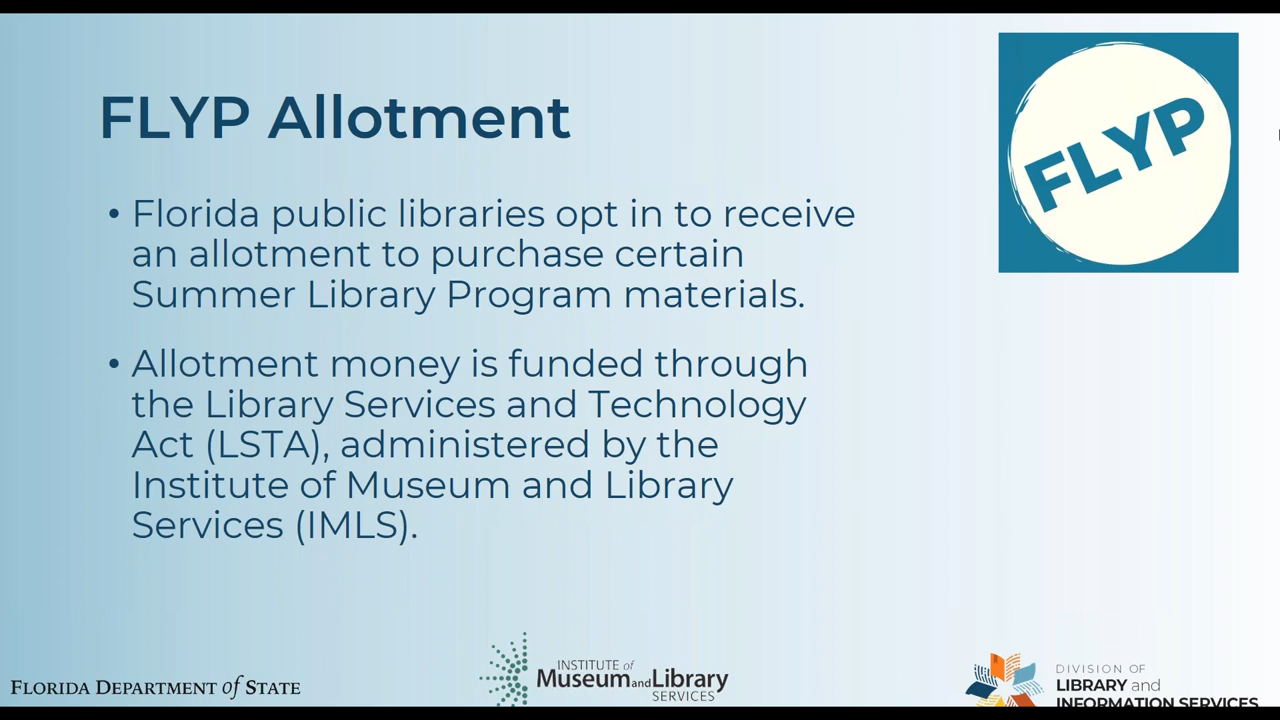 FLYP Allotment
FLYP
• Florida public libraries opt in to receive
an allotment to purchase certain
Summer Library Program materials.
• Allotment money is funded through
the Library Services and Technology
Act (LSTA), administered by the
Institute of Museum and Library
Services (IMLS).
FLORIDA DEPARTMENT of STATE
INSTITUTE of
Museum and Library
SERVICES
DIVISION OF
LIBRARY and
INFORMATION SERVICES